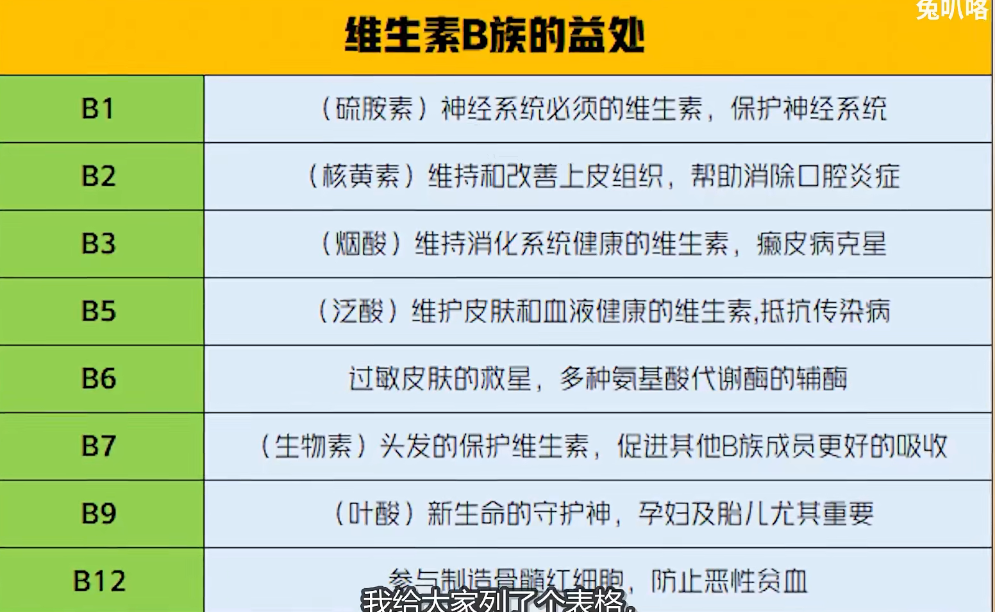 兔叭咯
维生素B族的益处
B1 （硫胺素）神经系统必须的维生素，保护神经系统
B2 （核黄素）维持和改善上皮组织，帮助消除口腔炎症
B3 （烟酸）维持消化系统健康的维生素，癞皮病克星
B5 （泛酸）维护皮肤和血液健康的维生素,抵抗传染病
B6 过敏皮肤的救星，多种氨基酸代谢酶的辅酶
B7 （生物素）头发的保护维生素，促进其他B族成员更好的吸收
B9 （叶酸）新生命的守护神，孕妇及胎儿尤其重要
B12 参与制造骨髓红细胞，防止恶性贫血
我给大家列了个表格，